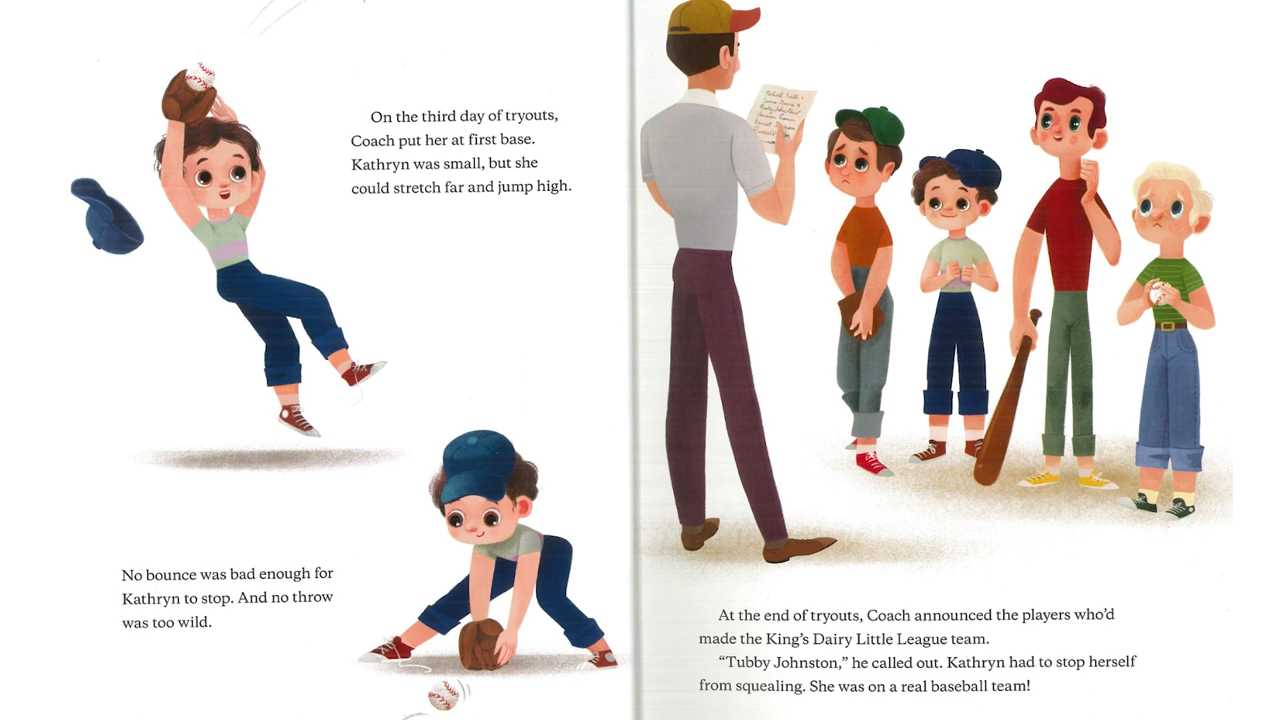 On the third day of tryouts,
Coach put her at first base.
Kathryn was small, but she
could stretch far and jump high.
No bounce was bad enough for
Kathryn to stop. And no throw
was too wild.
At the end of tryouts, Coach announced the players who’d
made the King’s Dairy Little League team.
“Tubby Johnston,” he called out. Kathryn had to stop herself
from squealing. She was on a real baseball team!